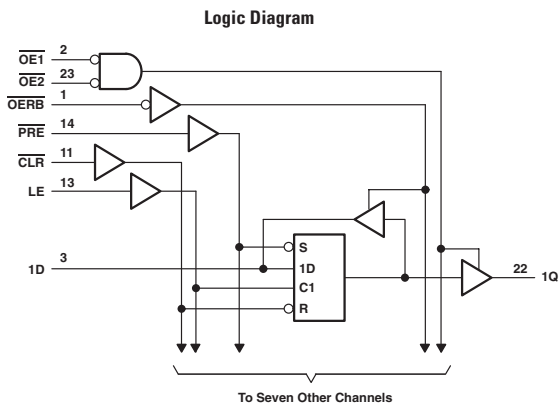 Logic Diagram
OE1 2
OE2 23
OERB 1
PRE 14
CLR 11
LE 13
S
1D 3 1D 22 1Q
C1
R
To Seven Other Channels